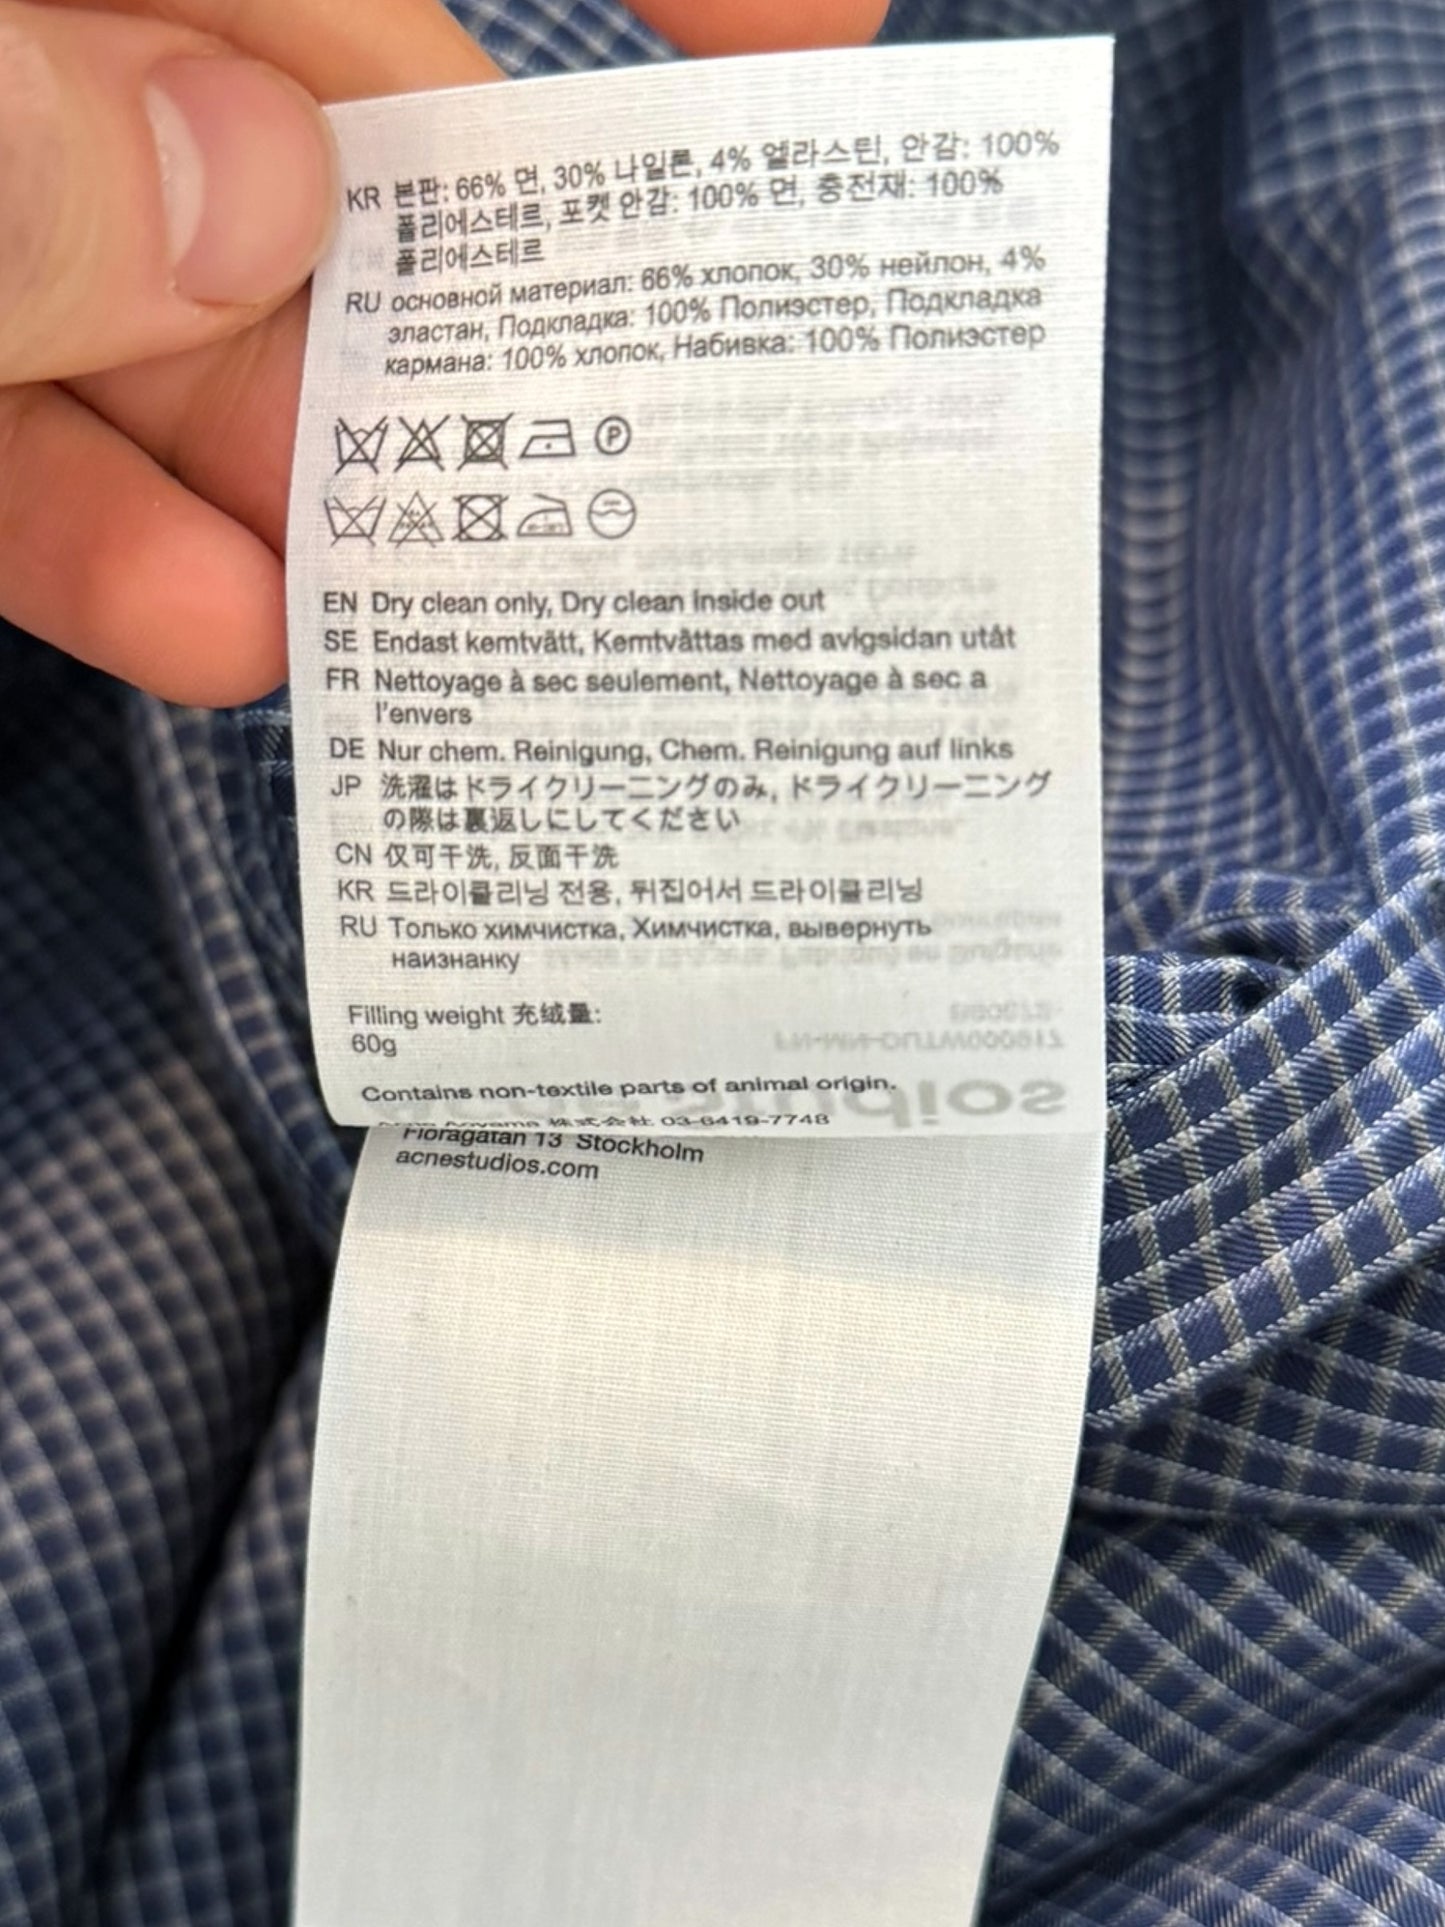 KR 본판: 66% 면, 30% 나일론, 4% 엘라스틴, 안감: 100%
폴리에스테르, 포켓 안감: 100% 면, 충전재: 100%
폴리에스테르
RU основной материал: 66% хлопок, 30% нейлон, 4%
эластан, Подкладка: 100% Полиэстер, Подкладка
кармана: 100% хлопок, Набивка: 100% Полиэстер
P
EN Dry clean only, Dry clean inside out
SE Endast kemtvätt, Kemtvättas med avigsidan utåt
FR Nettoyage à sec seulement, Nettoyage à sec a
l'envers
DE Nur chem. Reinigung, Chem. Reinigung auf links
JP 洗濯はドライクリーニングのみ, ドライクリーニング
の際は裏返しにしてください
CN 仅可干洗, 反面干洗
KR 드라이클리닝 전용, 뒤집어서 드라이클리닝
RU Только химчистка, Химчистка, вывернуть
наизнанку
Filling weight 充绒量:
60g
Contains non-textile parts of animal origin.
Aoyama 株式会社 03-6419-7748
Floragatan 13 Stockholm
acnestudios.com